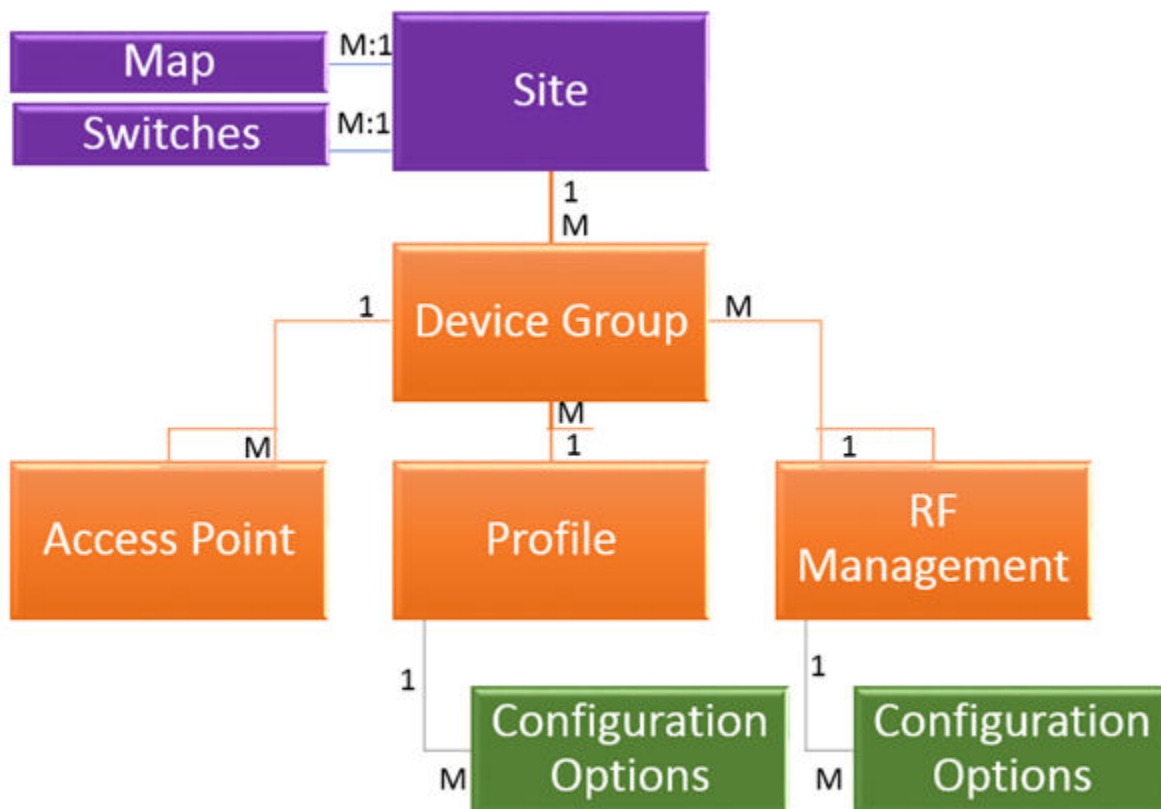 Map
M:1
Site
Switches
M:1
1
M
1
Device Group
M
M
M
1
1
Access Point
Profile
RF
Management
1
1
Configuration
Options
M
Configuration
Options
M